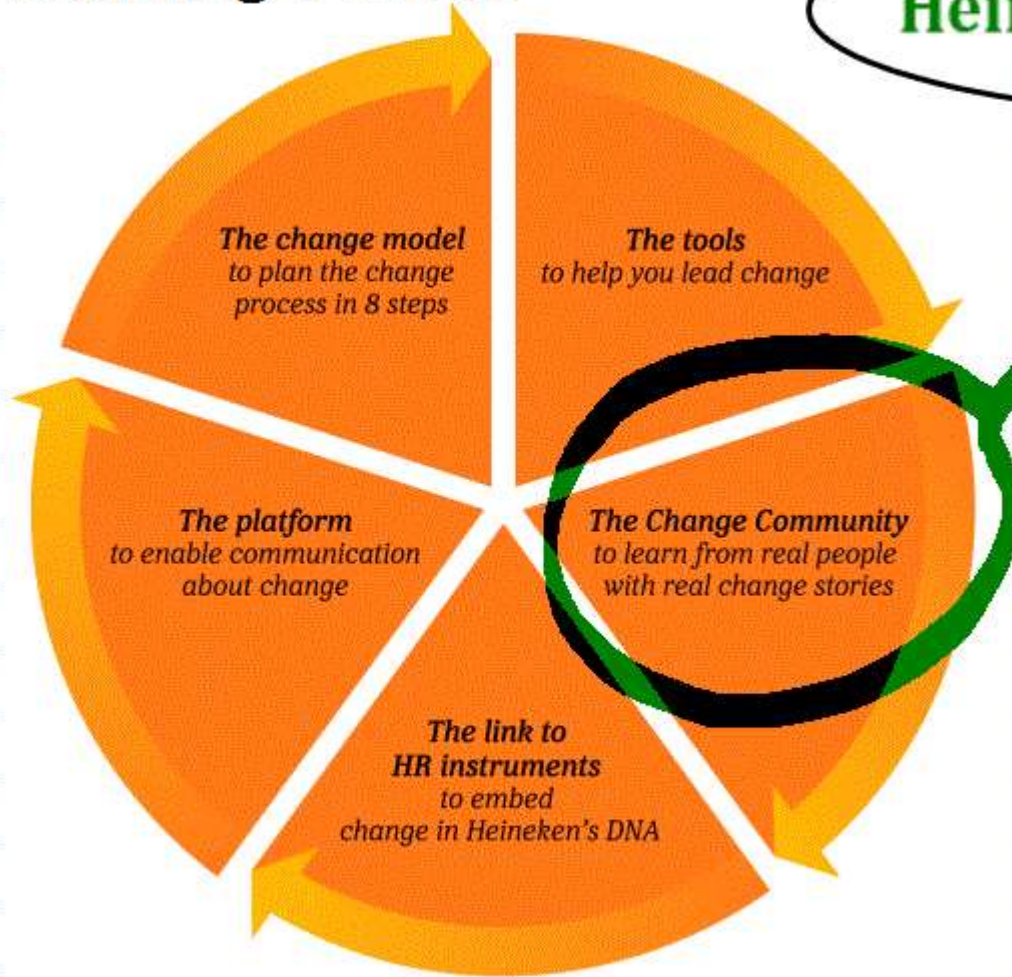 The change model
to plan the change
process in 8 steps
The tools
to help you lead change
The Change Community
to learn from real people
with real change stories
The link to
HR instruments
to embed
change in Heineken's DNA
The platform
to enable communication
about change